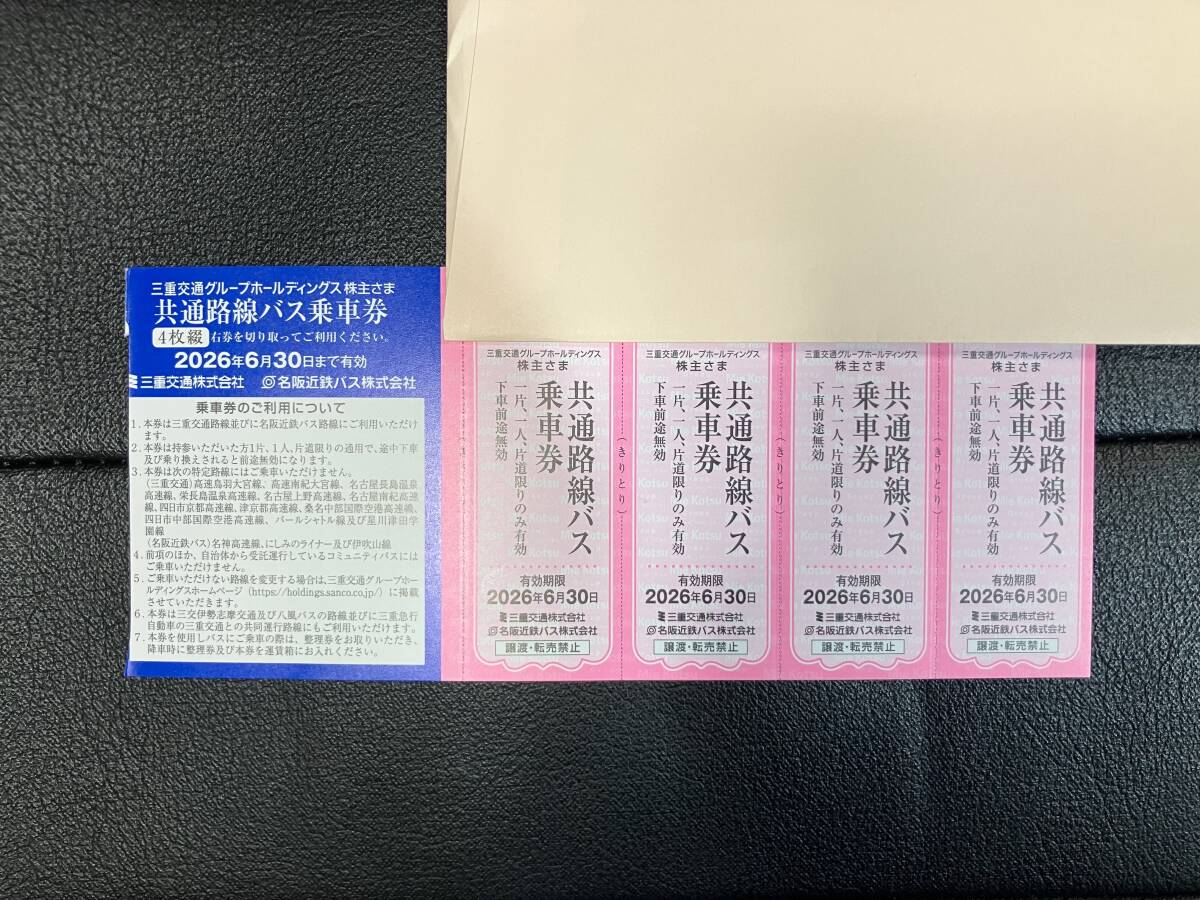 三重交通グループホールディングス 株主さま
共通路線バス乗車券
4枚綴 右券を切り取ってご利用ください。
2026年6月30日まで有効
三重交通株式会社 名阪近鉄バス株式会社
乗車券のご利用について
1. 本券は三重交通路線並びに名阪近鉄バス路線にご利用いただけ
ます。
2. 本券は持参いただいた方1片、1人、片道限りの通用で、途中下車
及び乗り換えされると前途無効になります。
3. 本券は次の特定路線にはご乗車いただけません。
(三重交通)高速鳥羽大宮線、高速南紀大宮線、名古屋長島温泉
高速線、栄長島温泉高速線、名古屋上野高速線、名古屋南紀高速
線、四日市京都高速線、津京都高速線、桑名中部国際空港高速線、
四日市中部国際空港高速線、パールシャトル線及び星川津田学
園線
(名阪近鉄バス)名神高速線、にしみのライナー及び伊吹山線
4. 前項のほか、自治体から受託運行しているコミュニティバスには
ご乗車いただけません。
5. ご乗車いただけない路線を変更する場合は、三重交通グループホー
ルディングスホームページ(https://holdings.sanco.co.jp/)に掲載
させていただきます。
6. 本券は三交伊勢志摩交通及び八風バスの路線並びに三重急行
自動車の三重交通との共同運行路線にもご利用いただけます。
7. 本券を使用しバスにご乗車の際は、整理券をお取りいただき、
降車時に整理券及び本券を運賃箱にお入れください。
三重交通グループホールディングス
株主さま
共通路線バス
乗車券
一片、一人、片道限りのみ有効
下車前途無効
有効期限
2026年6月30日
三重交通株式会社
名阪近鉄バス株式会社
譲渡・転売禁止
(きりとり)
三重交通グループホールディングス
株主さま
共通路線バス
乗車券
一片、一人、片道限りのみ有効
下車前途無効
有効期限
2026年6月30日
三重交通株式会社
名阪近鉄バス株式会社
譲渡・転売禁止
(きりとり)
三重交通グループホールディングス
株主さま
共通路線バス
乗車券
一片、一人、片道限りのみ有効
下車前途無効
有効期限
2026年6月30日
三重交通株式会社
名阪近鉄バス株式会社
譲渡・転売禁止
(きりとり)
三重交通グループホールディングス
株主さま
共通路線バス
乗車券
一片、一人、片道限りのみ有効
下車前途無効
有効期限
2026年6月30日
三重交通株式会社
名阪近鉄バス株式会社
譲渡・転売禁止